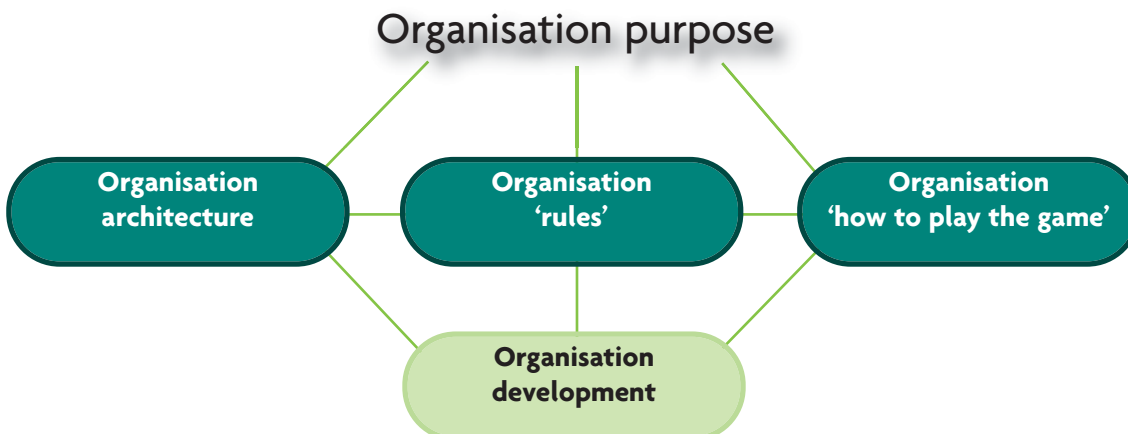 Organisation purpose
Organisation
architecture
Organisation
‘rules’
Organisation
‘how to play the game’
Organisation
development